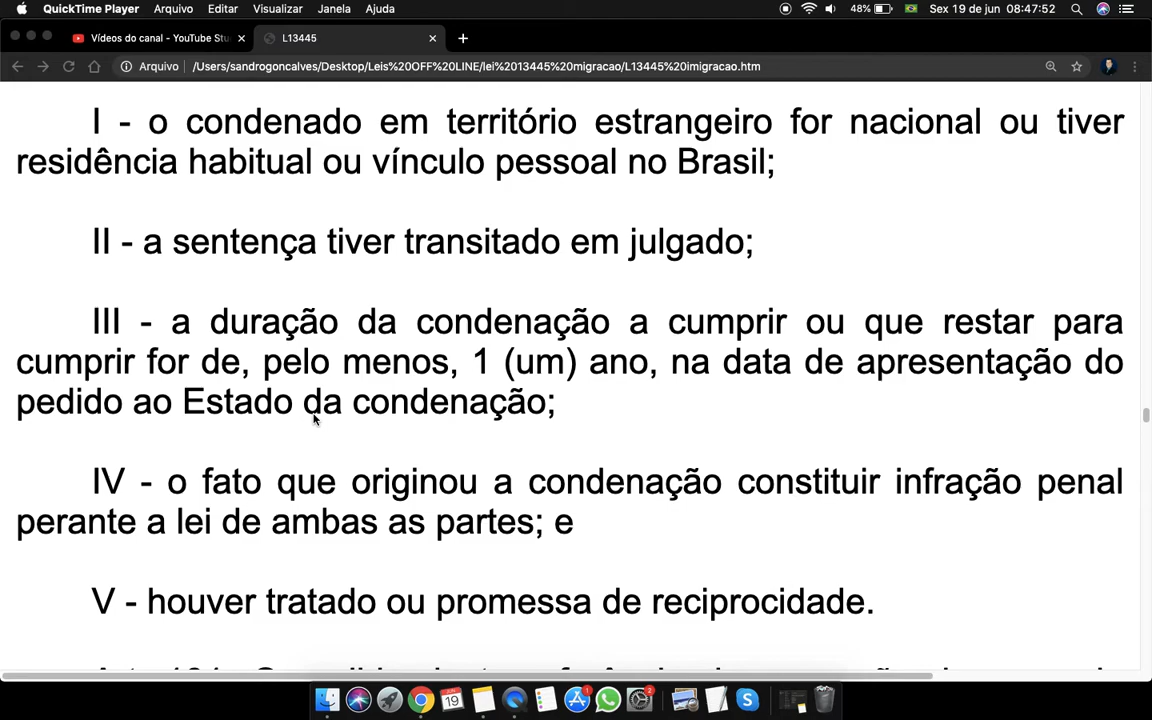 QuickTime Player Arquivo Editar Visualizar Janela Ajuda 48% Sex 19 de jun 08:47:52
Vídeos do canal - YouTube Stu L13445
Arquivo /Users/sandrogoncalves/Desktop/Leis%20OFF%20LINE/lei%2013445%20migracao/L13445%20imigracao.htm
I - o condenado em território estrangeiro for nacional ou tiver
residência habitual ou vínculo pessoal no Brasil;
II - a sentença tiver transitado em julgado;
III - a duração da condenação a cumprir ou que restar para
cumprir for de, pelo menos, 1 (um) ano, na data de apresentação do
pedido ao Estado da condenação;
IV - o fato que originou a condenação constituir infração penal
perante a lei de ambas as partes; e
V - houver tratado ou promessa de reciprocidade.
19 1 2